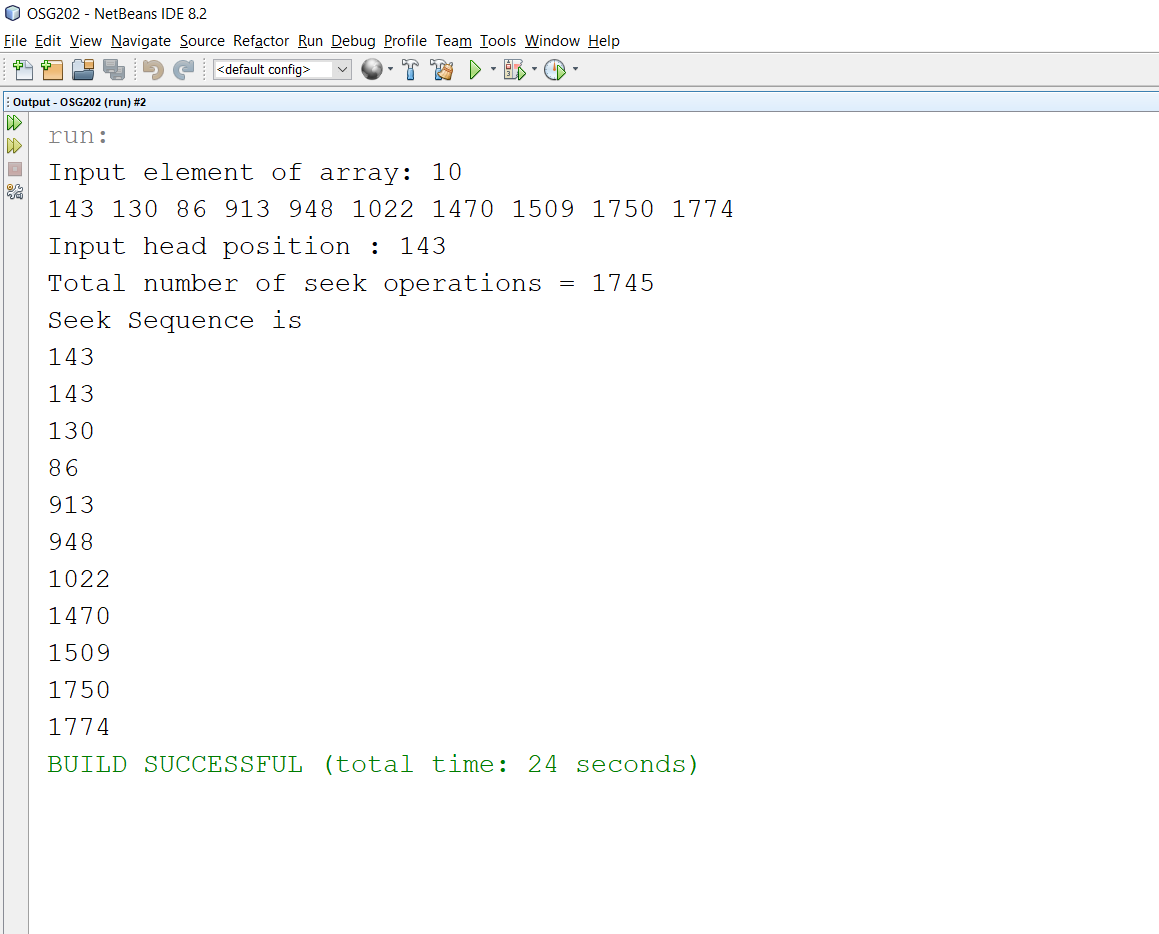 OSG202 - NetBeans IDE 8.2
File Edit View Navigate Source Refactor Run Debug Profile Team Tools Window Help
<default config>
Output - OSG202 (run) #2
run:
Input element of array: 10
143 130 86 913 948 1022 1470 1509 1750 1774
Input head position : 143
Total number of seek operations = 1745
Seek Sequence is
143
143
130
86
913
948
1022
1470
1509
1750
1774
BUILD SUCCESSFUL (total time: 24 seconds)